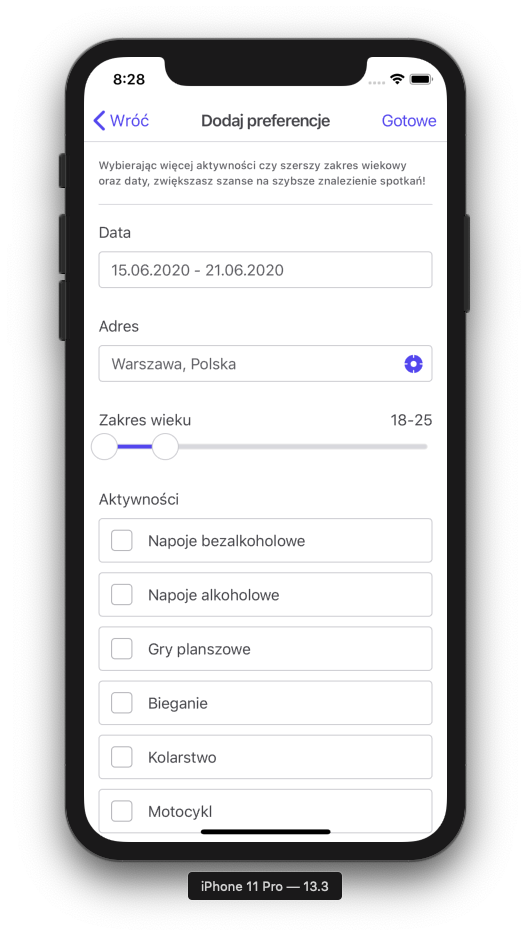 8:28
Wróć
Dodaj preferencje
Gotowe
Wybierając więcej aktywności czy szerszy zakres wiekowy
oraz daty, zwiększasz szanse na szybsze znalezienie spotkań!
Data
15.06.2020 - 21.06.2020
Adres
Warszawa, Polska
Zakres wieku
18-25
Aktywności
Napoje bezalkoholowe
Napoje alkoholowe
Gry planszowe
Bieganie
Kolarstwo
Motocykl
iPhone 11 Pro — 13.3